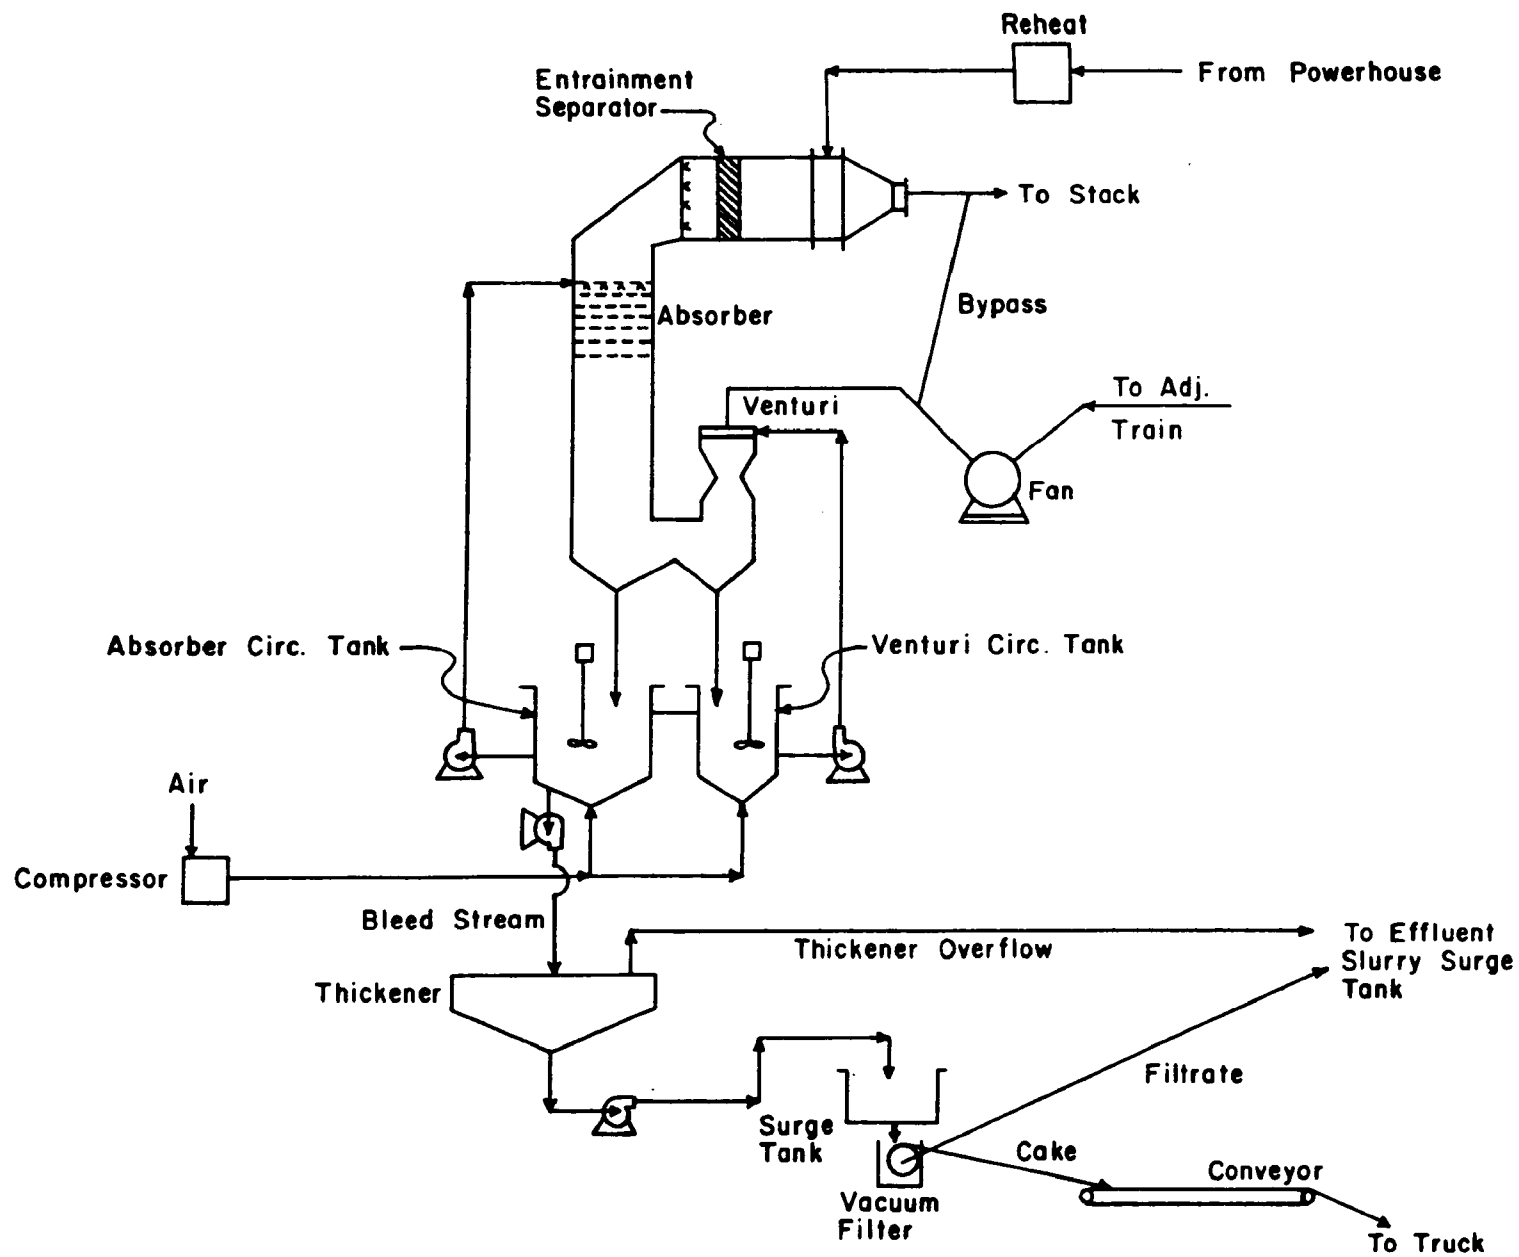 Reheat
From Powerhouse
Entrainment
Separator
To Stack
Bypass
Absorber
To Adj.
Train
Venturi
Fan
Absorber Circ. Tank
Venturi Circ. Tank
Air
Compressor
Bleed Stream
Thickener Overflow
To Effluent
Slurry Surge
Tank
Thickener
Filtrate
Surge
Tank
Cake
Conveyor
Vacuum
Filter
To Truck